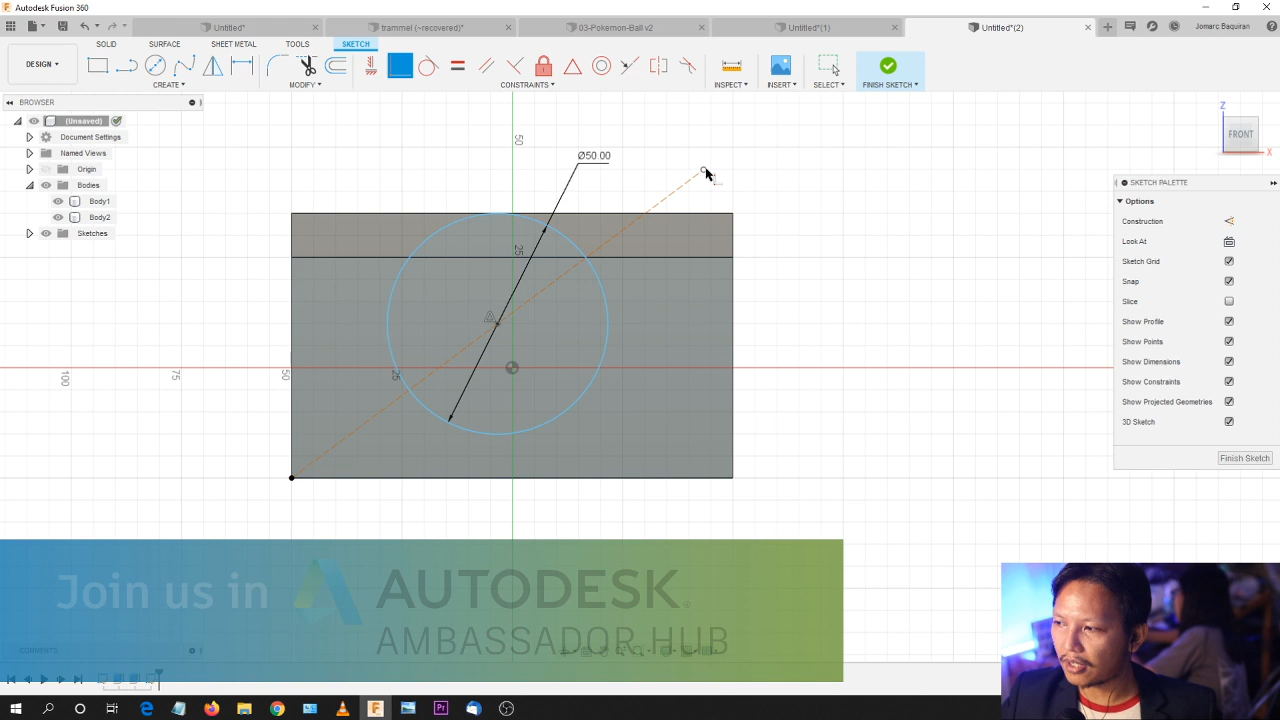 Autodesk Fusion 360
Untitled*
trammel (~recovered)*
03-Pokemon-Ball v2
Untitled*(1)
Untitled*(2)
Jomarc Baquiran
SOLID
SURFACE
SHEET METAL
TOOLS
SKETCH
DESIGN
CREATE
MODIFY
CONSTRAINTS
INSPECT
INSERT
SELECT
FINISH SKETCH
BROWSER
(Unsaved)
Document Settings
Named Views
Origin
Bodies
Body1
Body2
Sketches
50
Ø50.00
25
100
75
50
25
Z
FRONT
X
SKETCH PALETTE
Options
Construction
Look At
Sketch Grid
Snap
Slice
Show Profile
Show Points
Show Dimensions
Show Constraints
Show Projected Geometries
3D Sketch
Finish Sketch
Join us in
AUTODESK®
AMBASSADOR HUB
COMMENTS
Pr